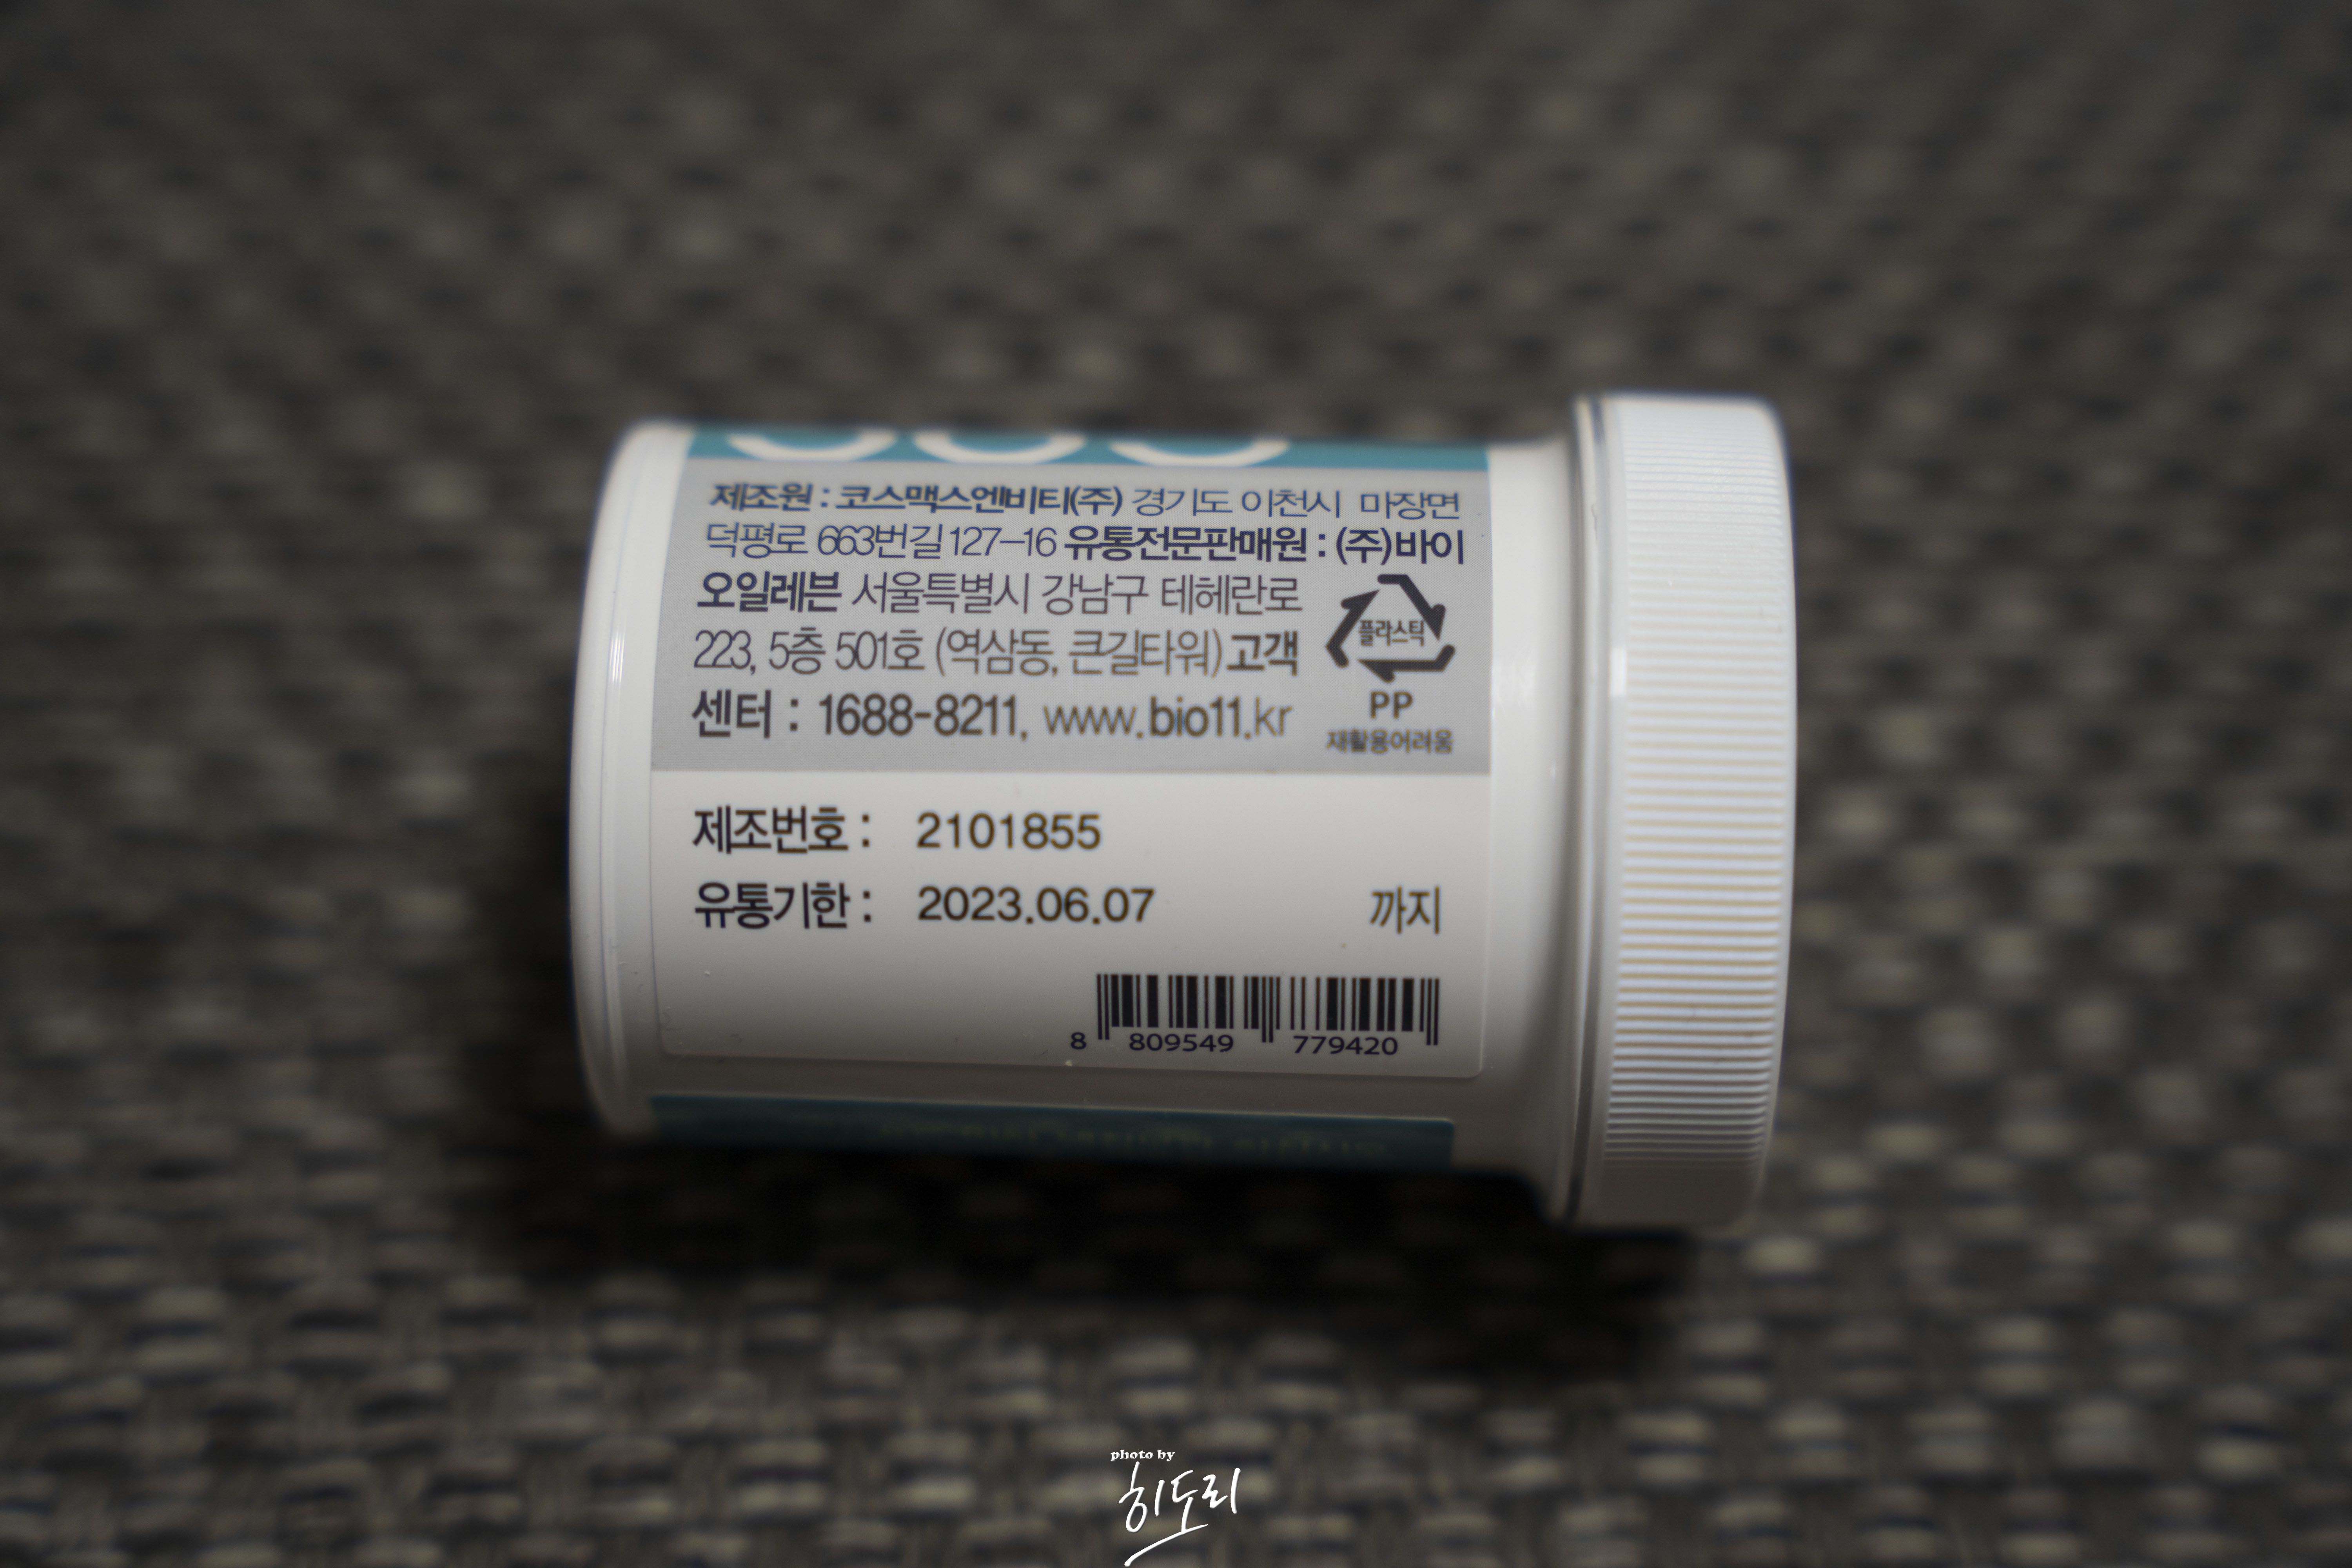 제조원 : 코스맥스엔비티(주) 경기도 이천시 마장면
덕평로 663번길 127-16 유통전문판매원 : (주)바이
오일레븐 서울특별시 강남구 테헤란로
223, 5층 501호 (역삼동, 큰길타워) 고객
센터 : 1688-8211, www.bio11.kr
플라스틱
PP
재활용어려움
제조번호 : 2101855
유통기한 : 2023.06.07 까지
8 809549 779420
photo by
히도리